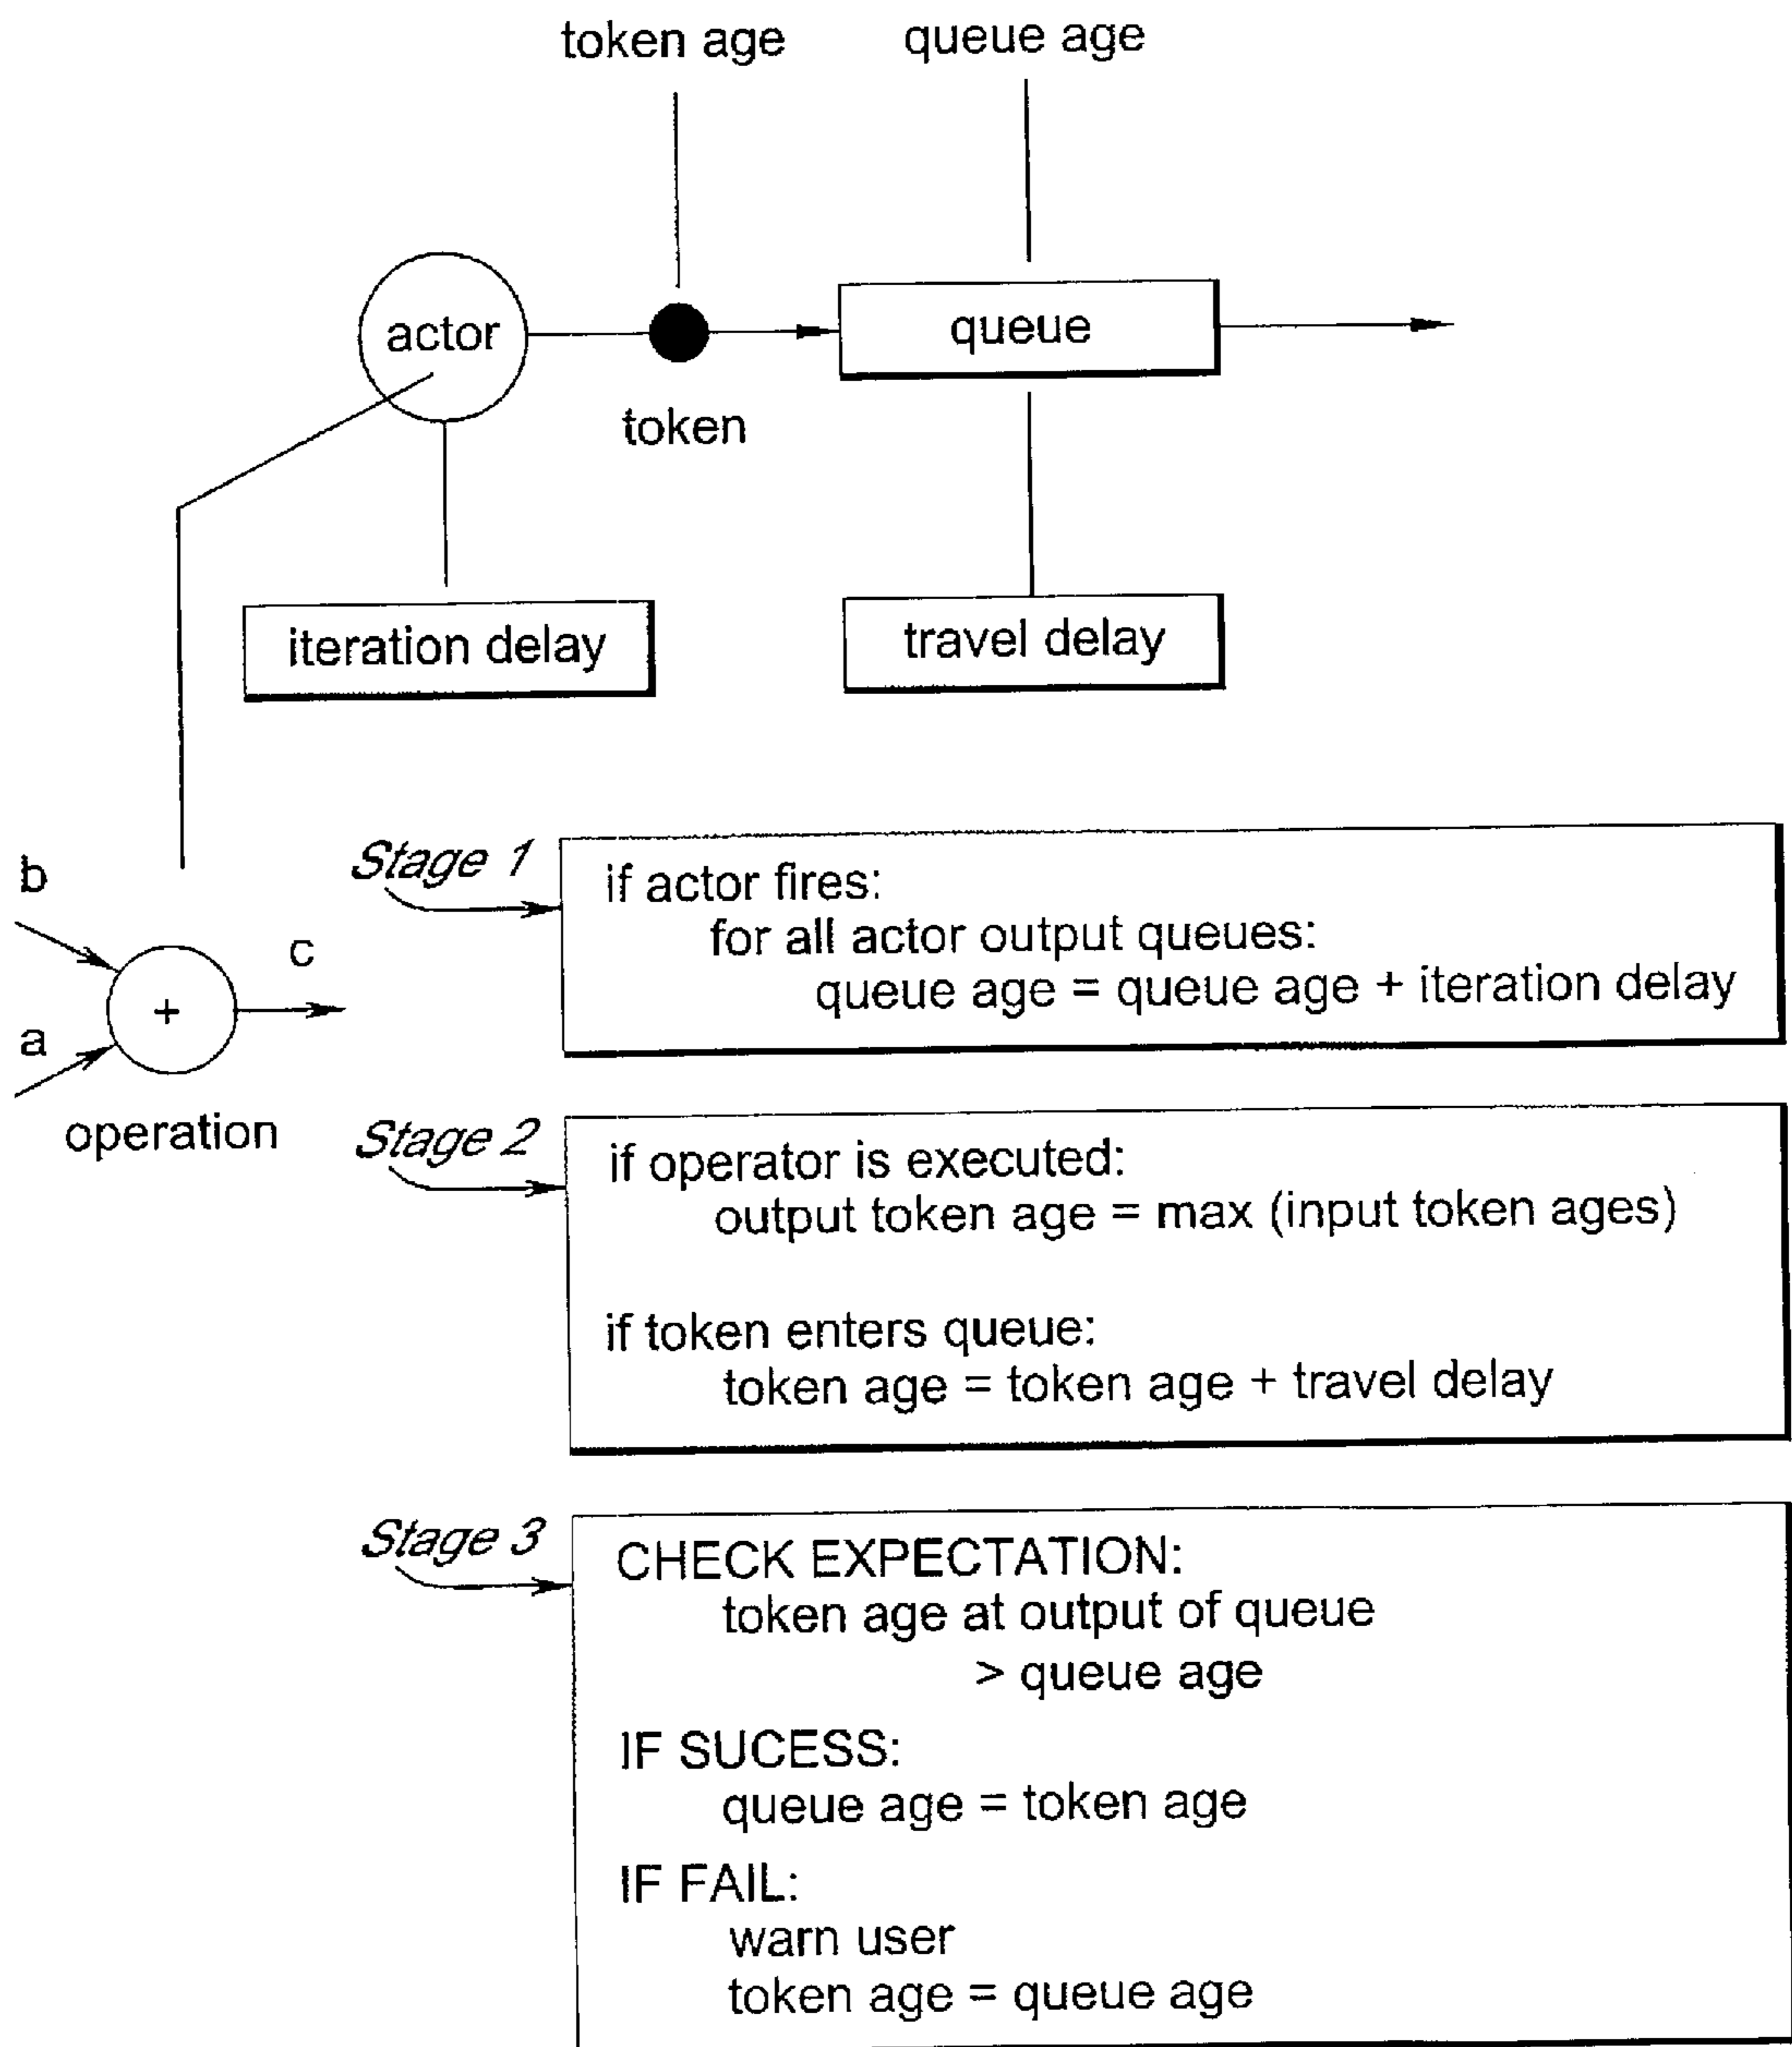 token age
queue age
actor
queue
token
iteration delay
travel delay
b
a
+
c
operation
Stage 1
if actor fires:
for all actor output queues:
queue age = queue age + iteration delay
Stage 2
if operator is executed:
output token age = max (input token ages)
if token enters queue:
token age = token age + travel delay
Stage 3
CHECK EXPECTATION:
token age at output of queue
> queue age
IF SUCESS:
queue age = token age
IF FAIL:
warn user
token age = queue age